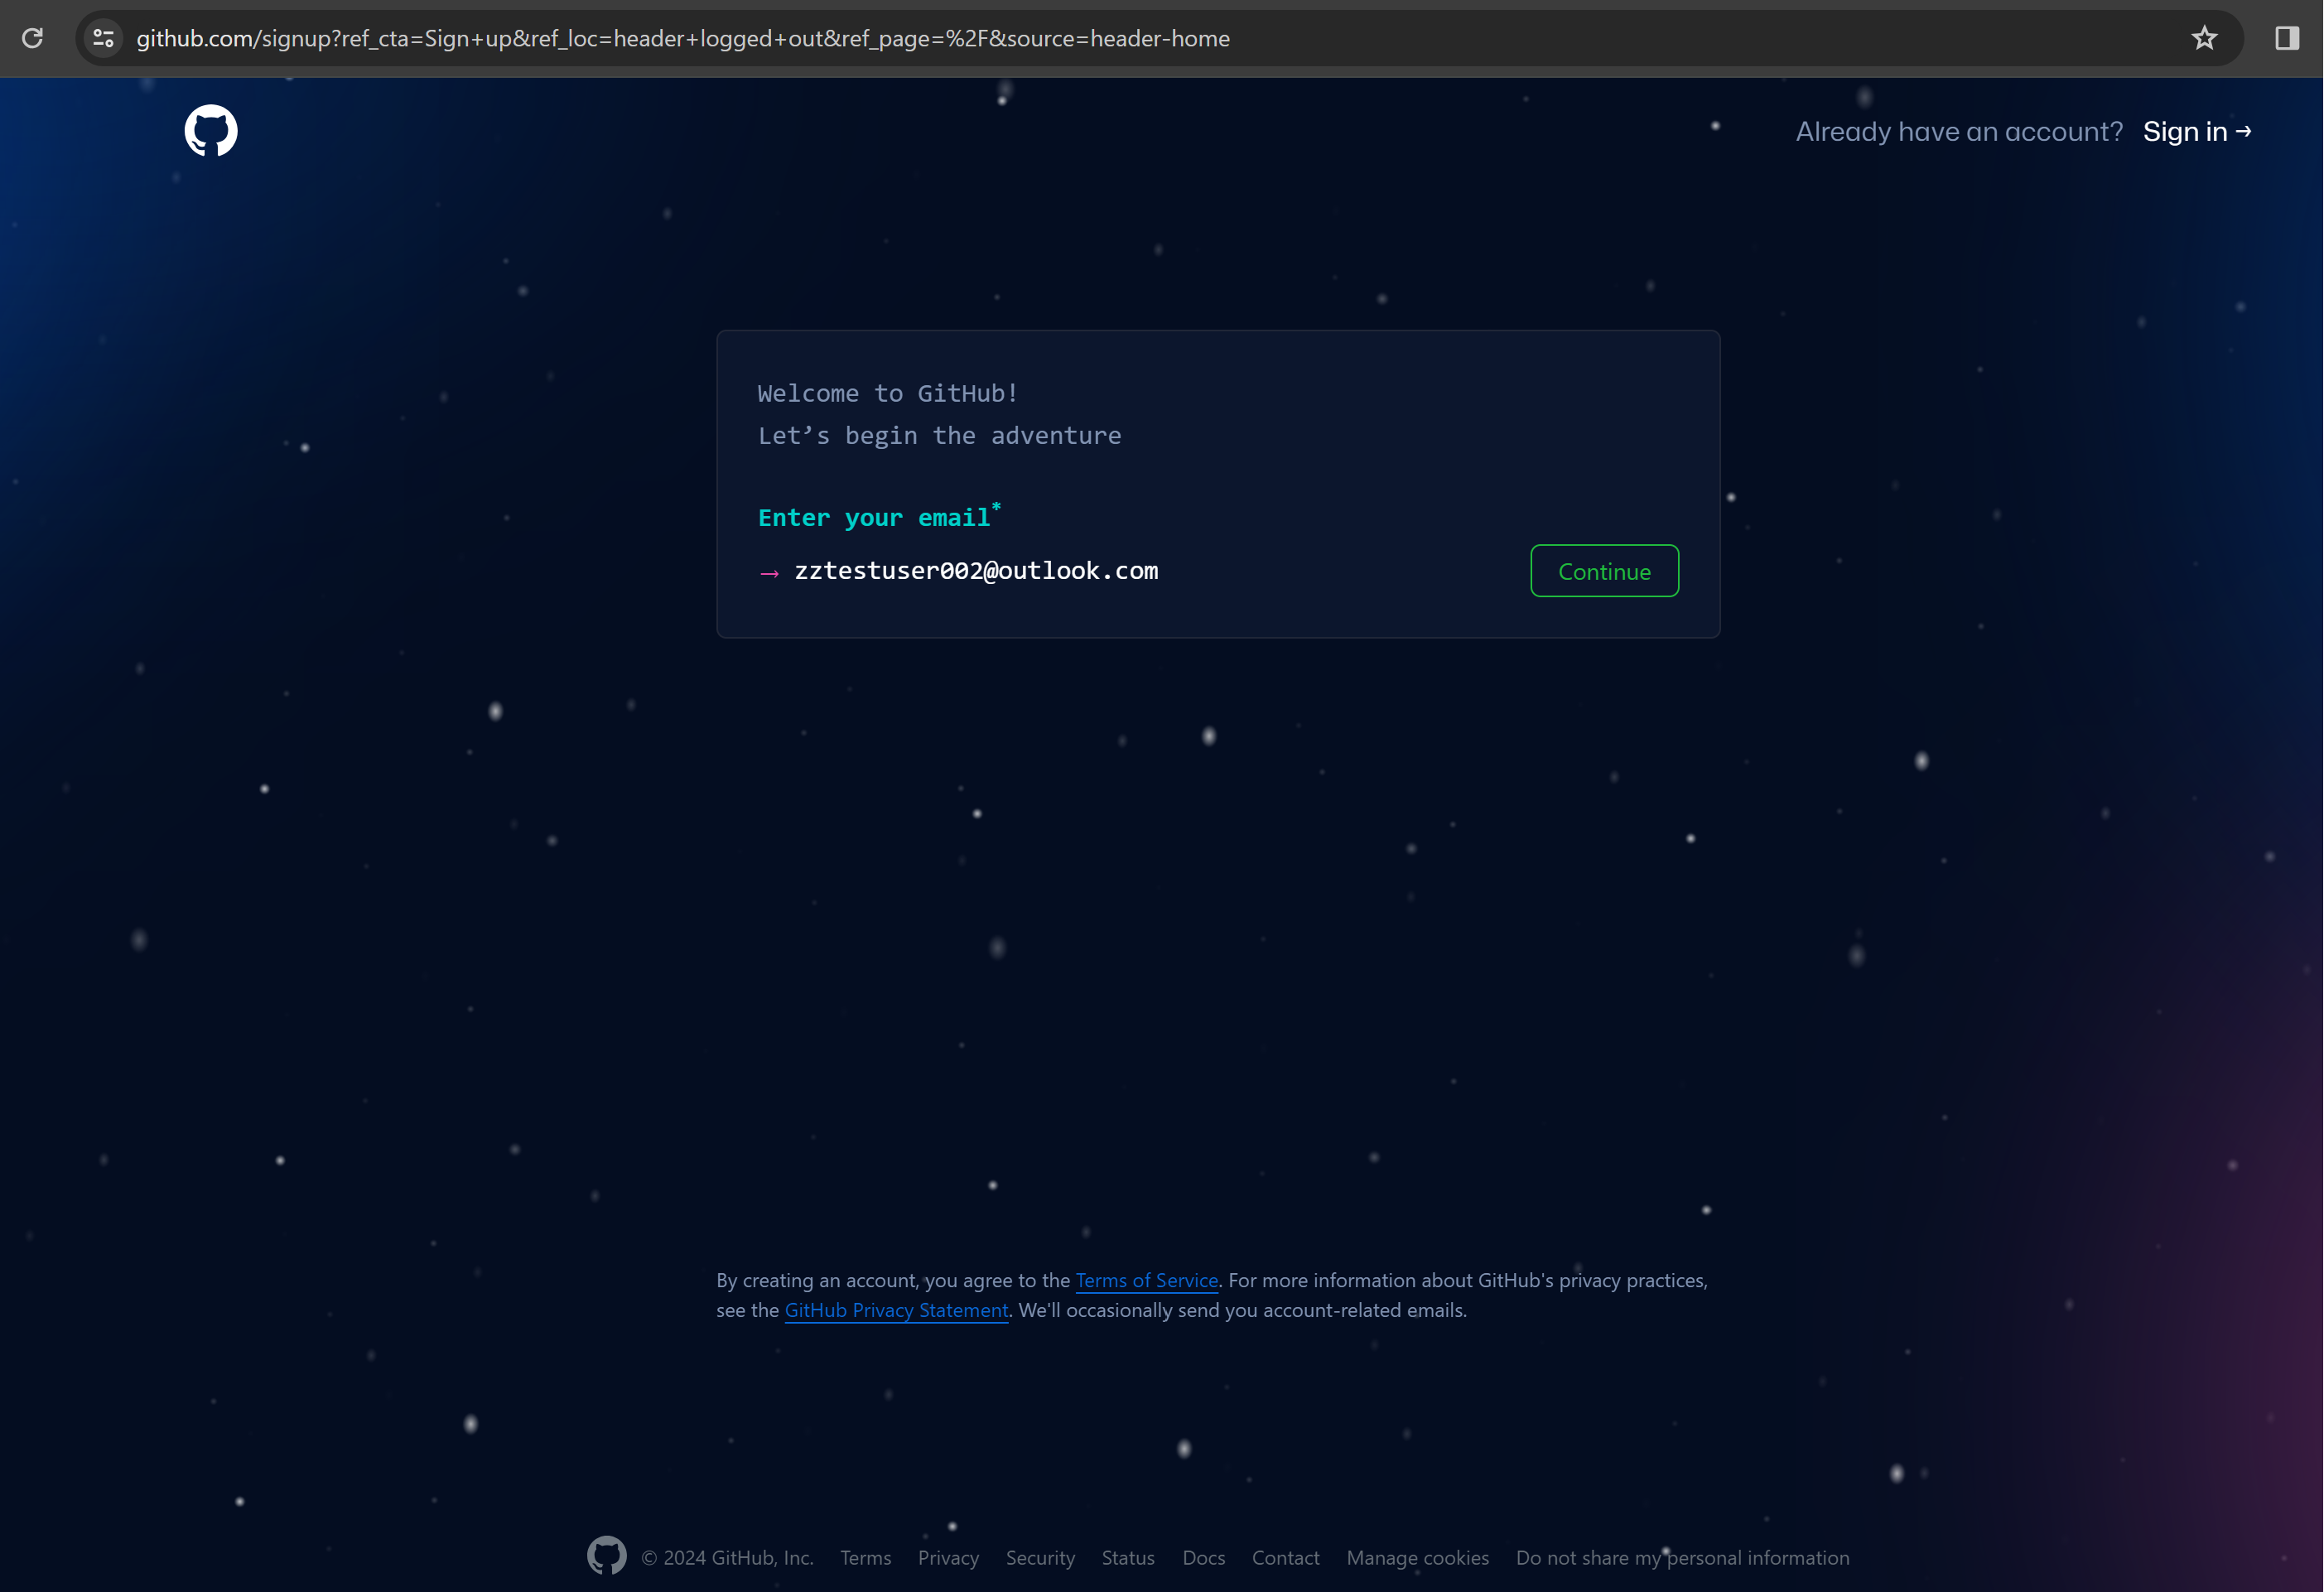 github.com/signup?ref_cta=Sign+up&ref_loc=header+logged+out&ref_page=%2F&source=header-home
Already have an account? Sign in →
Welcome to GitHub!
Let’s begin the adventure
Enter your email*
→ zztestuser002@outlook.com
Continue
By creating an account, you agree to the Terms of Service. For more information about GitHub's privacy practices,
see the GitHub Privacy Statement. We'll occasionally send you account-related emails.
© 2024 GitHub, Inc. Terms Privacy Security Status Docs Contact Manage cookies Do not share my personal information